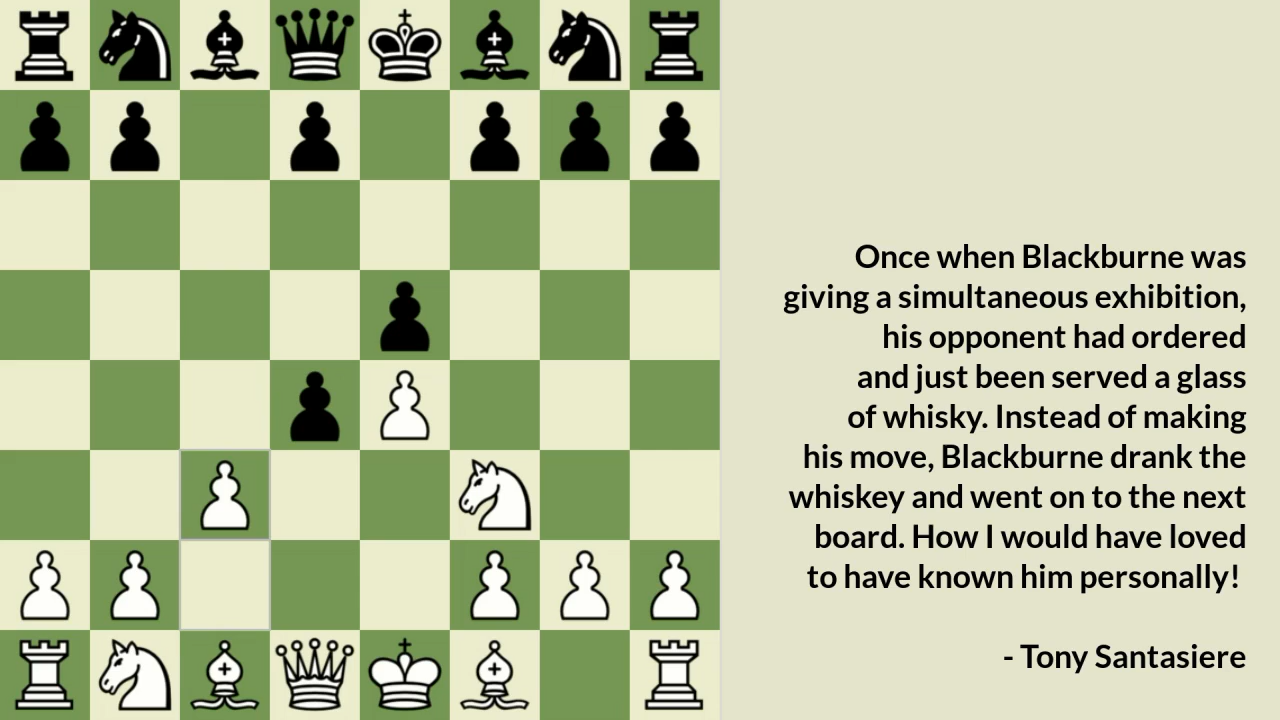 Once when Blackburne was
giving a simultaneous exhibition,
his opponent had ordered
and just been served a glass
of whisky. Instead of making
his move, Blackburne drank the
whiskey and went on to the next
board. How I would have loved
to have known him personally!
- Tony Santasiere